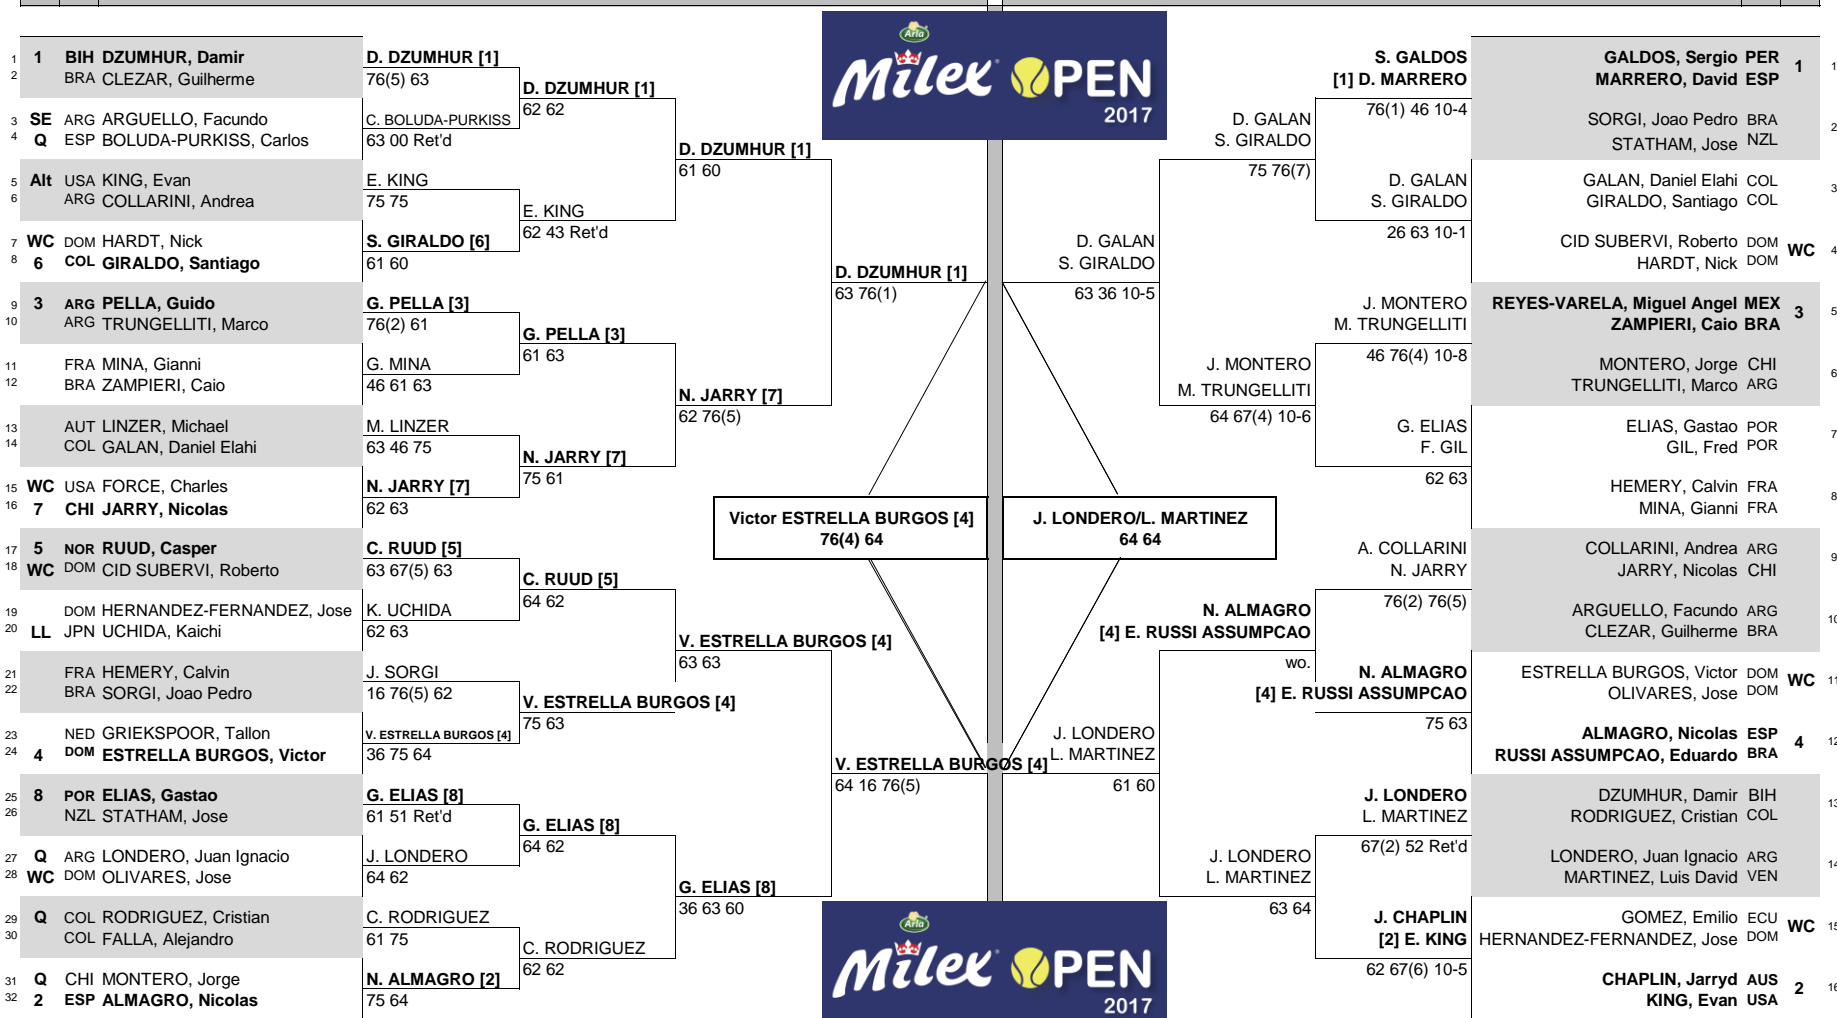 Arla
Milex OPEN
2017
1 1 BIH DZUMHUR, Damir
2 BRA CLEZAR, Guilherme
3 SE ARG ARGUELLO, Facundo
4 Q ESP BOLUDA-PURKISS, Carlos
5 Alt USA KING, Evan
6 ARG COLLARINI, Andrea
7 WC DOM HARDT, Nick
8 6 COL GIRALDO, Santiago
9 3 ARG PELLA, Guido
10 ARG TRUNGELLITI, Marco
11 FRA MINA, Gianni
12 BRA ZAMPIERI, Caio
13 AUT LINZER, Michael
14 COL GALAN, Daniel Elahi
15 WC USA FORCE, Charles
16 7 CHI JARRY, Nicolas
17 5 NOR RUUD, Casper
18 WC DOM CID SUBERVI, Roberto
19 DOM HERNANDEZ-FERNANDEZ, Jose
20 LL JPN UCHIDA, Kaichi
21 FRA HEMERY, Calvin
22 BRA SORGI, Joao Pedro
23 NED GRIEKSPOOR, Tallon
24 4 DOM ESTRELLA BURGOS, Victor
25 8 POR ELIAS, Gastao
26 NZL STATHAM, Jose
27 Q ARG LONDERO, Juan Ignacio
28 WC DOM OLIVARES, Jose
29 Q COL RODRIGUEZ, Cristian
30 COL FALLA, Alejandro
31 Q CHI MONTERO, Jorge
32 2 ESP ALMAGRO, Nicolas
D. DZUMHUR [1]
76(5) 63
C. BOLUDA-PURKISS
63 00 Ret'd
E. KING
75 75
S. GIRALDO [6]
61 60
G. PELLA [3]
76(2) 61
G. MINA
46 61 63
M. LINZER
63 46 75
N. JARRY [7]
62 63
C. RUUD [5]
63 67(5) 63
K. UCHIDA
62 63
J. SORGI
16 76(5) 62
V. ESTRELLA BURGOS [4]
36 75 64
G. ELIAS [8]
61 51 Ret'd
J. LONDERO
64 62
C. RODRIGUEZ
61 75
N. ALMAGRO [2]
75 64
D. DZUMHUR [1]
62 62
E. KING
62 43 Ret'd
G. PELLA [3]
61 63
N. JARRY [7]
75 61
C. RUUD [5]
64 62
V. ESTRELLA BURGOS [4]
75 63
G. ELIAS [8]
64 62
C. RODRIGUEZ
62 62
D. DZUMHUR [1]
61 60
N. JARRY [7]
62 76(5)
V. ESTRELLA BURGOS [4]
63 63
G. ELIAS [8]
36 63 60
D. DZUMHUR [1]
63 76(1)
V. ESTRELLA BURGOS [4]
64 16 76(5)
Victor ESTRELLA BURGOS [4]
76(4) 64
J. LONDERO/L. MARTINEZ
64 64
D. GALAN
S. GIRALDO
63 36 10-5
J. LONDERO
L. MARTINEZ
61 60
D. GALAN
S. GIRALDO
75 76(7)
J. MONTERO
M. TRUNGELLITI
64 67(4) 10-6
N. ALMAGRO
[4] E. RUSSI ASSUMPCAO
wo.
J. LONDERO
L. MARTINEZ
63 64
S. GALDOS
[1] D. MARRERO
76(1) 46 10-4
D. GALAN
S. GIRALDO
26 63 10-1
J. MONTERO
M. TRUNGELLITI
46 76(4) 10-8
G. ELIAS
F. GIL
62 63
A. COLLARINI
N. JARRY
76(2) 76(5)
N. ALMAGRO
[4] E. RUSSI ASSUMPCAO
75 63
J. LONDERO
L. MARTINEZ
67(2) 52 Ret'd
J. CHAPLIN
[2] E. KING
62 67(6) 10-5
GALDOS, Sergio PER 1 1
MARRERO, David ESP
SORGI, Joao Pedro BRA 2
STATHAM, Jose NZL
GALAN, Daniel Elahi COL 3
GIRALDO, Santiago COL
CID SUBERVI, Roberto DOM WC 4
HARDT, Nick DOM
REYES-VARELA, Miguel Angel MEX 3 5
ZAMPIERI, Caio BRA
MONTERO, Jorge CHI 6
TRUNGELLITI, Marco ARG
ELIAS, Gastao POR 7
GIL, Fred POR
HEMERY, Calvin FRA 8
MINA, Gianni FRA
COLLARINI, Andrea ARG 9
JARRY, Nicolas CHI
ARGUELLO, Facundo ARG 10
CLEZAR, Guilherme BRA
ESTRELLA BURGOS, Victor DOM WC 11
OLIVARES, Jose DOM
ALMAGRO, Nicolas ESP 4 12
RUSSI ASSUMPCAO, Eduardo BRA
DZUMHUR, Damir BIH 13
RODRIGUEZ, Cristian COL
LONDERO, Juan Ignacio ARG 14
MARTINEZ, Luis David VEN
GOMEZ, Emilio ECU WC 15
HERNANDEZ-FERNANDEZ, Jose DOM
CHAPLIN, Jarryd AUS 2 16
KING, Evan USA
Arla
Milex OPEN
2017